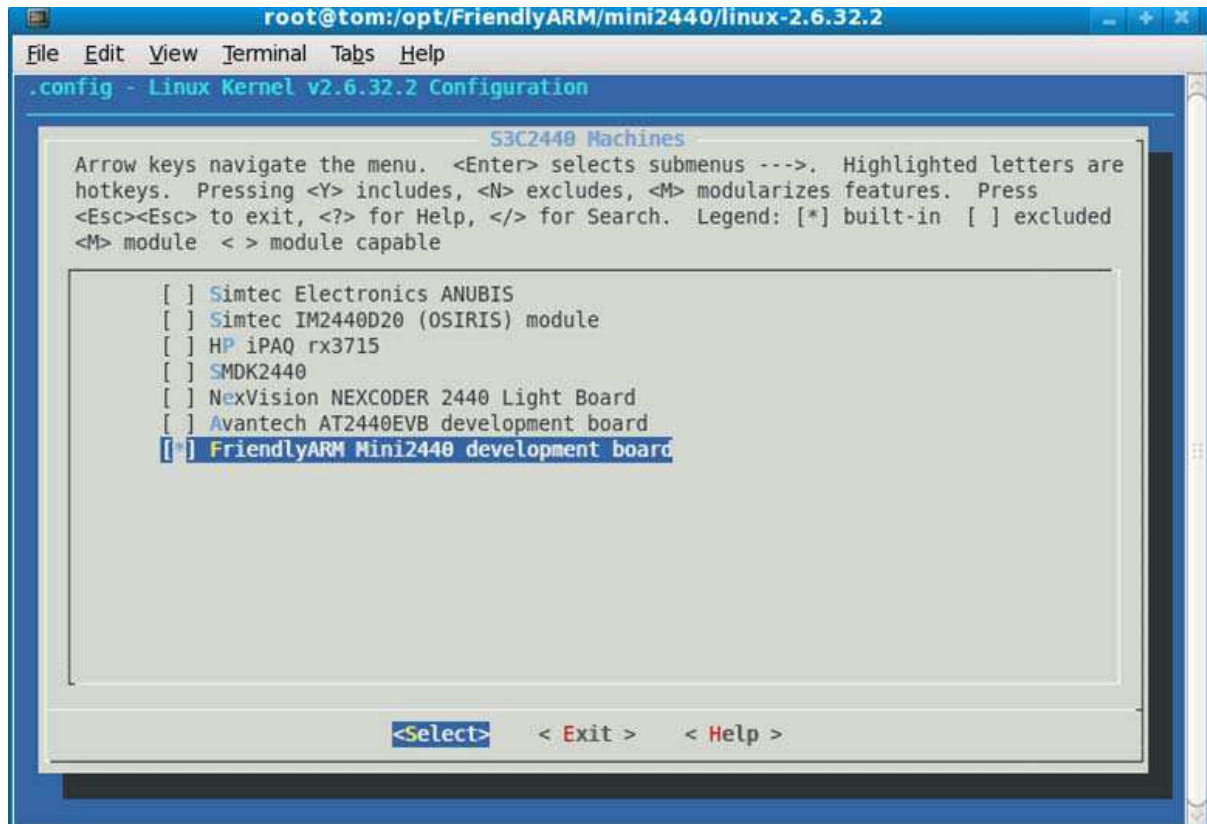 root@tom:/opt/FriendlyARM/mini2440/linux-2.6.32.2
File Edit View Terminal Tabs Help
.config - Linux Kernel v2.6.32.2 Configuration
S3C2440 Machines
Arrow keys navigate the menu. <Enter> selects submenus --->. Highlighted letters are
hotkeys. Pressing <Y> includes, <N> excludes, <M> modularizes features. Press
<Esc><Esc> to exit, <?> for Help, </> for Search. Legend: [*] built-in [ ] excluded
<M> module < > module capable
[ ] Simtec Electronics ANUBIS
[ ] Simtec IM2440D20 (OSIRIS) module
[ ] HP iPAQ rx3715
[ ] SMDK2440
[ ] NexVision NEXCODER 2440 Light Board
[ ] Avantech AT2440EVB development board
[*] FriendlyARM Mini2440 development board
<Select> < Exit > < Help >